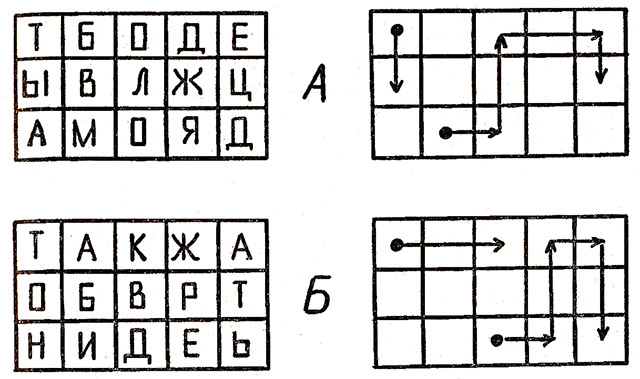 Т Б О Д Е
Ы В Л Ж Ц
А М О Я Д
А
Т А К Ж А
О Б В Р Т
Н И Д Е Ь
Б